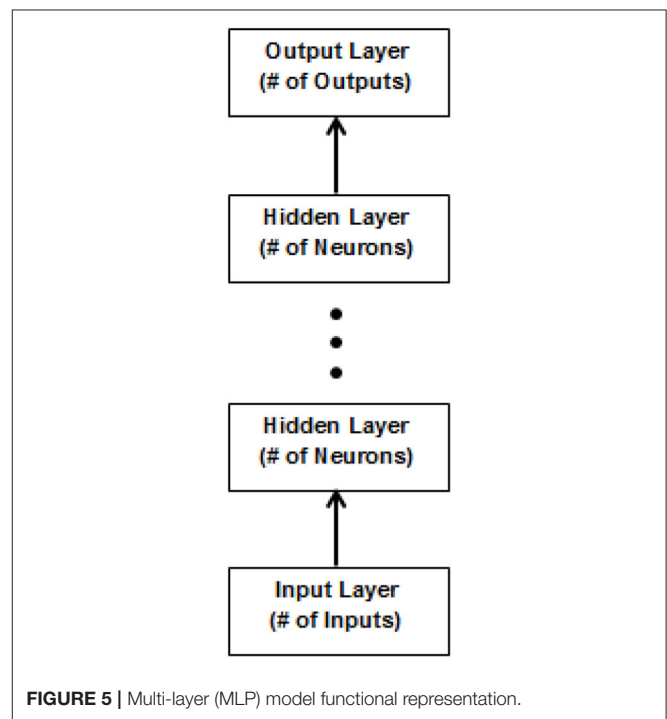 Output Layer
(# of Outputs)
Hidden Layer
(# of Neurons)
Hidden Layer
(# of Neurons)
Input Layer
(# of Inputs)
FIGURE 5 | Multi-layer (MLP) model functional representation.